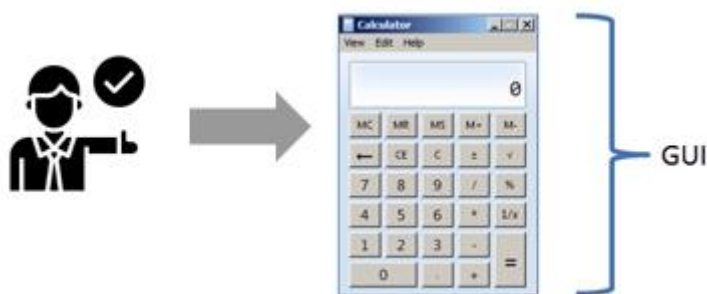 Calculator
View Edit Help
0
MC MR MS M+ M-
← CE C ± √
7 8 9 / %
4 5 6 * 1/x
1 2 3 -
0 . + =
GUI